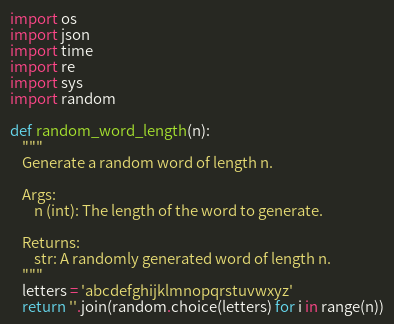 import os
import json
import time
import re
import sys
import random

def random_word_length(n):
    """
    Generate a random word of length n.

    Args:
        n (int): The length of the word to generate.

    Returns:
        str: A randomly generated word of length n.
    """
    letters = 'abcdefghijklmnopqrstuvwxyz'
    return ''.join(random.choice(letters) for i in range(n))